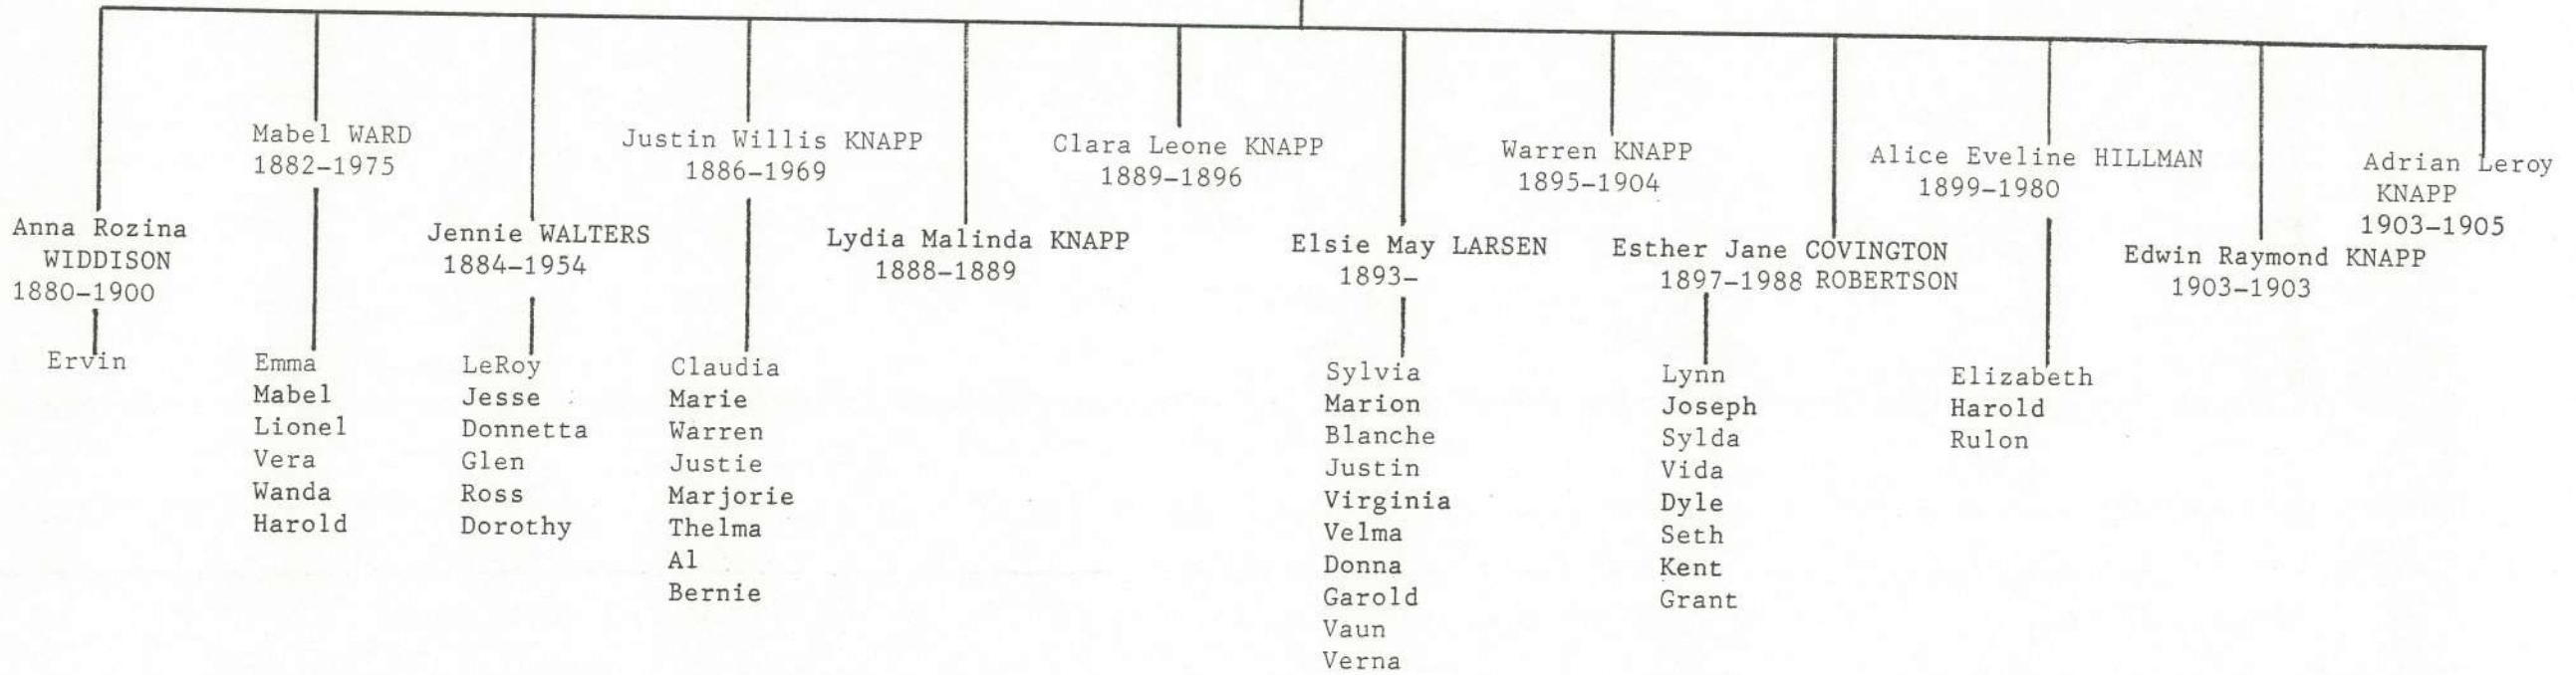 Anna Rozina
WIDDISON
1880-1900
Ervin
Mabel WARD
1882-1975
Emma
Mabel
Lionel
Vera
Wanda
Harold
Jennie WALTERS
1884-1954
LeRoy
Jesse
Donnetta
Glen
Ross
Dorothy
Justin Willis KNAPP
1886-1969
Claudia
Marie
Warren
Justie
Marjorie
Thelma
Al
Bernie
Lydia Malinda KNAPP
1888-1889
Clara Leone KNAPP
1889-1896
Elsie May LARSEN
1893-
Sylvia
Marion
Blanche
Justin
Virginia
Velma
Donna
Garold
Vaun
Verna
Warren KNAPP
1895-1904
Esther Jane COVINGTON
1897-1988 ROBERTSON
Lynn
Joseph
Sylda
Vida
Dyle
Seth
Kent
Grant
Alice Eveline HILLMAN
1899-1980
Elizabeth
Harold
Rulon
Edwin Raymond KNAPP
1903-1903
Adrian Leroy
KNAPP
1903-1905